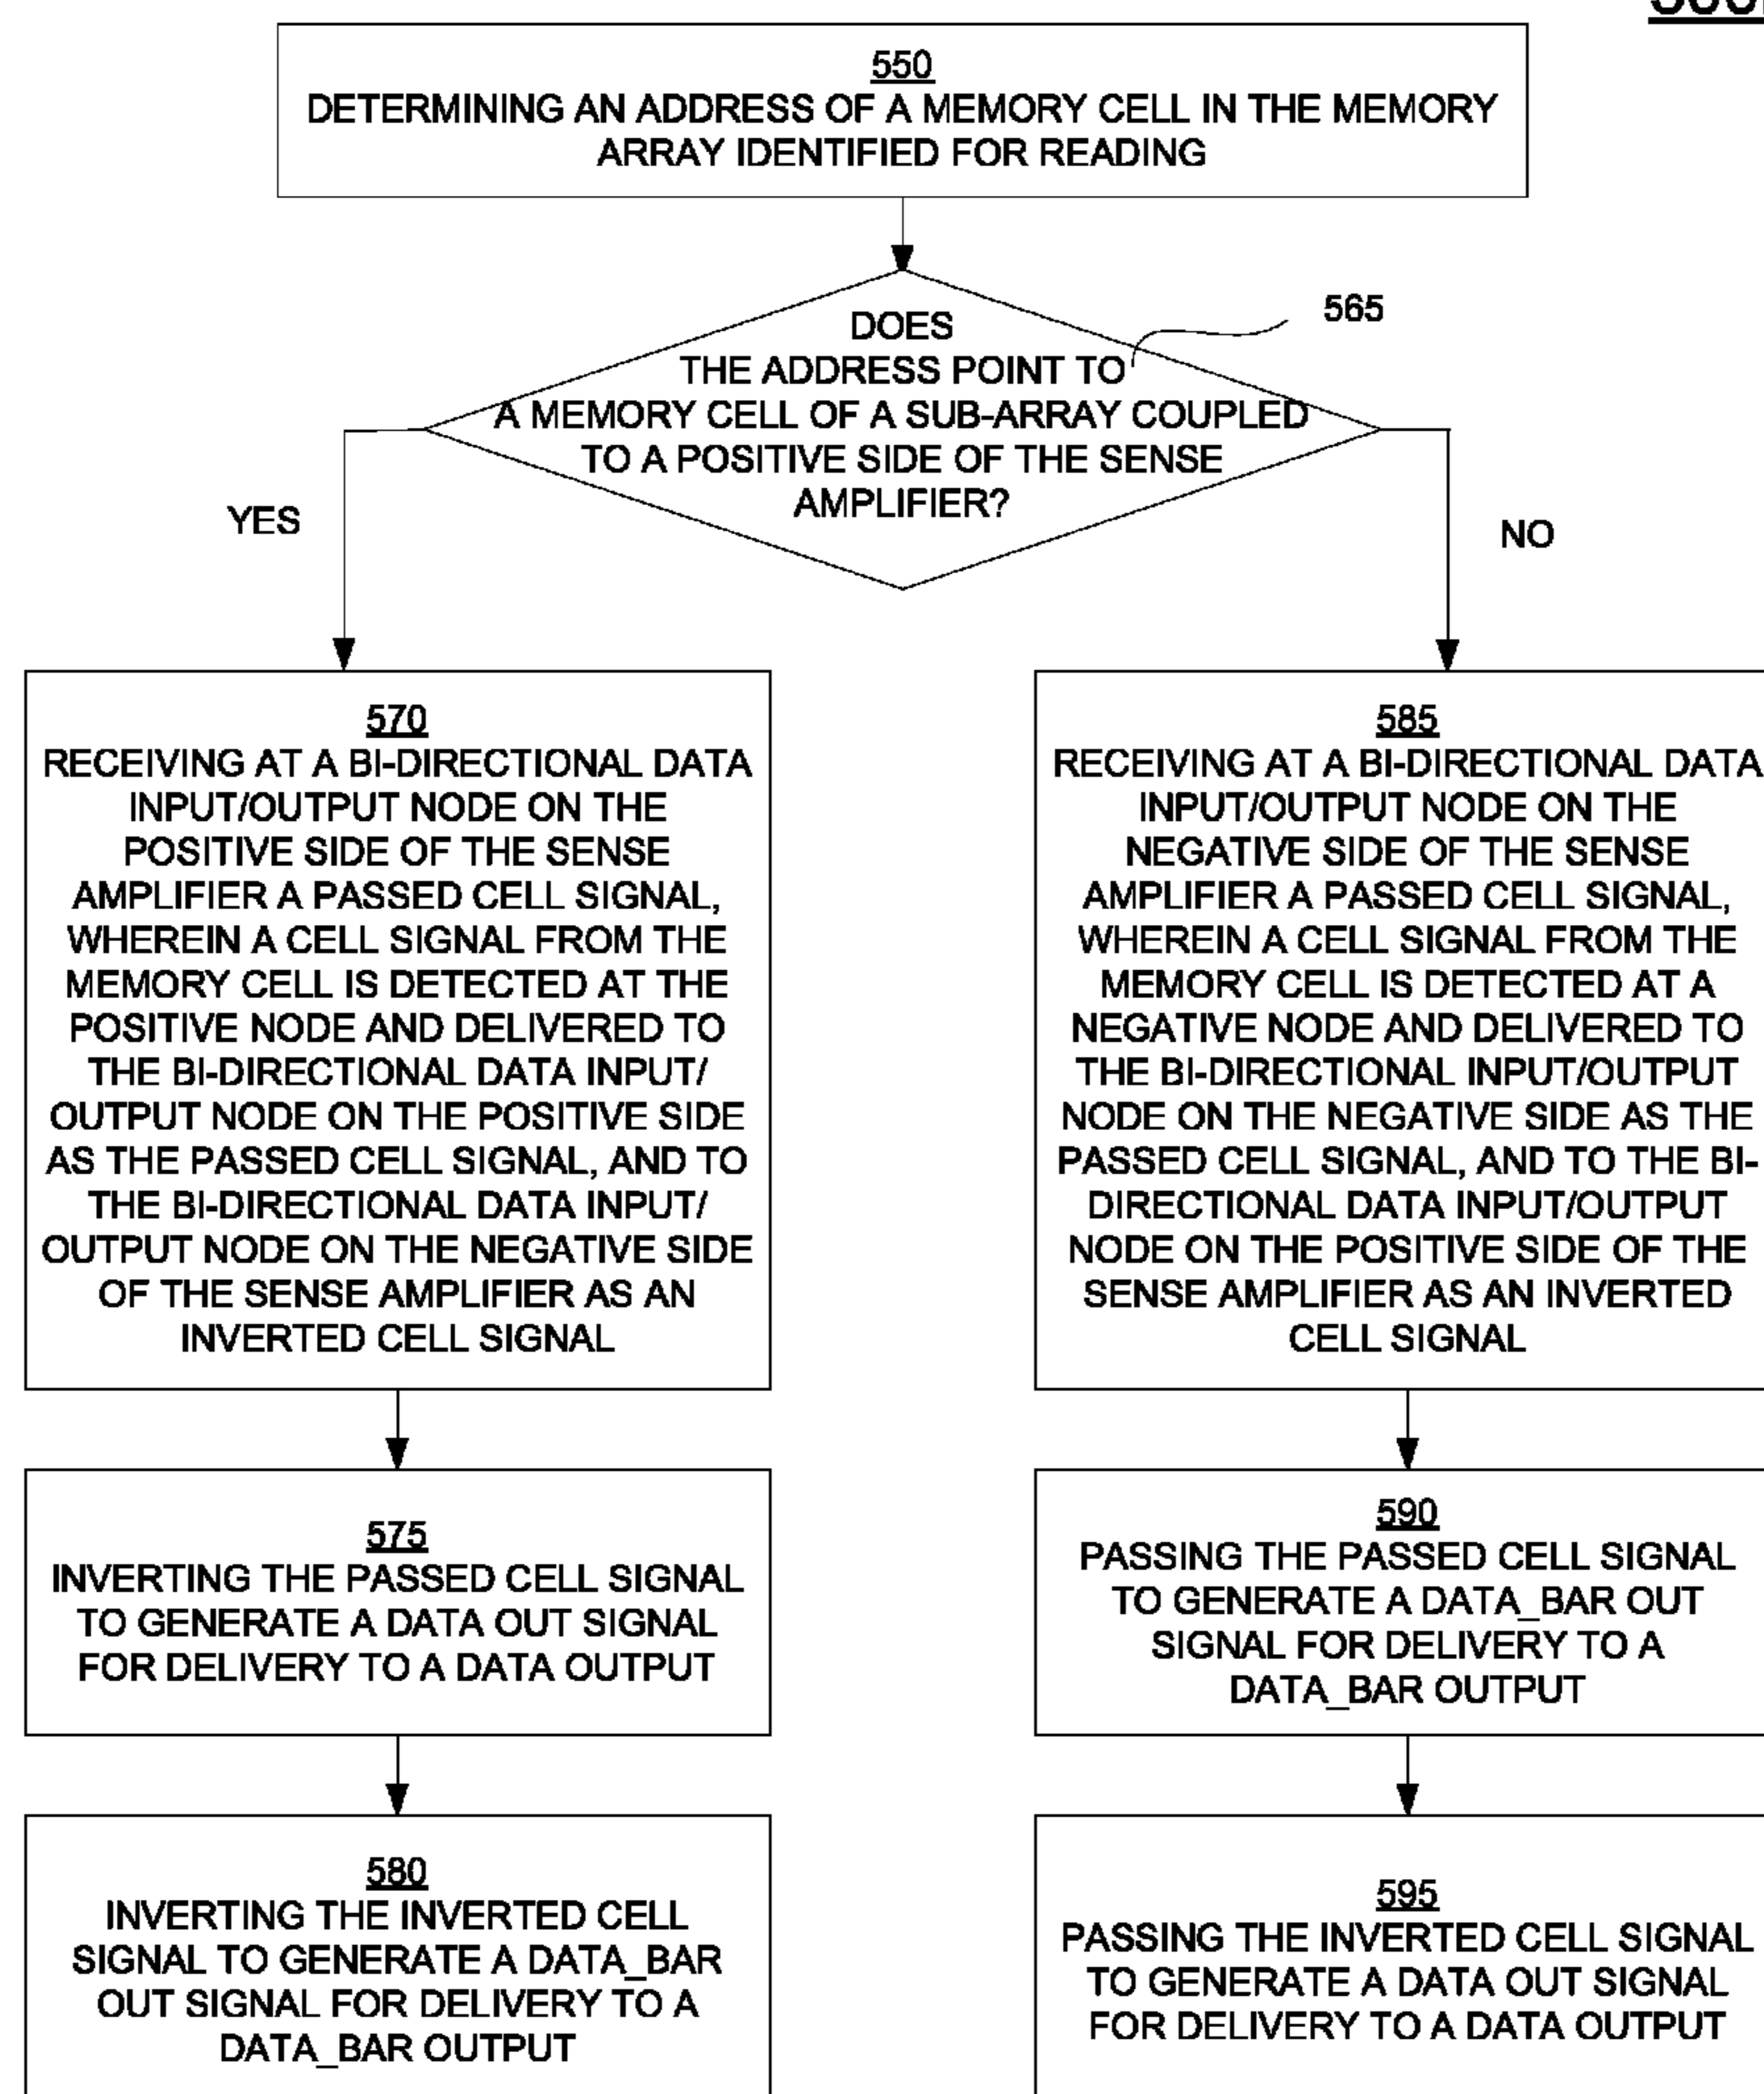 550
DETERMINING AN ADDRESS OF A MEMORY CELL IN THE MEMORY
ARRAY IDENTIFIED FOR READING
565
DOES
THE ADDRESS POINT TO
A MEMORY CELL OF A SUB-ARRAY COUPLED
TO A POSITIVE SIDE OF THE SENSE
AMPLIFIER?
YES
NO
570
RECEIVING AT A BI-DIRECTIONAL DATA
INPUT/OUTPUT NODE ON THE
POSITIVE SIDE OF THE SENSE
AMPLIFIER A PASSED CELL SIGNAL,
WHEREIN A CELL SIGNAL FROM THE
MEMORY CELL IS DETECTED AT THE
POSITIVE NODE AND DELIVERED TO
THE BI-DIRECTIONAL DATA INPUT/
OUTPUT NODE ON THE POSITIVE SIDE
AS THE PASSED CELL SIGNAL, AND TO
THE BI-DIRECTIONAL DATA INPUT/
OUTPUT NODE ON THE NEGATIVE SIDE
OF THE SENSE AMPLIFIER AS AN
INVERTED CELL SIGNAL
575
INVERTING THE PASSED CELL SIGNAL
TO GENERATE A DATA OUT SIGNAL
FOR DELIVERY TO A DATA OUTPUT
580
INVERTING THE INVERTED CELL
SIGNAL TO GENERATE A DATA_BAR
OUT SIGNAL FOR DELIVERY TO A
DATA_BAR OUTPUT
585
RECEIVING AT A BI-DIRECTIONAL DATA
INPUT/OUTPUT NODE ON THE
NEGATIVE SIDE OF THE SENSE
AMPLIFIER A PASSED CELL SIGNAL,
WHEREIN A CELL SIGNAL FROM THE
MEMORY CELL IS DETECTED AT A
NEGATIVE NODE AND DELIVERED TO
THE BI-DIRECTIONAL INPUT/OUTPUT
NODE ON THE NEGATIVE SIDE AS THE
PASSED CELL SIGNAL, AND TO THE BI-
DIRECTIONAL DATA INPUT/OUTPUT
NODE ON THE POSITIVE SIDE OF THE
SENSE AMPLIFIER AS AN INVERTED
CELL SIGNAL
590
PASSING THE PASSED CELL SIGNAL
TO GENERATE A DATA_BAR OUT
SIGNAL FOR DELIVERY TO A
DATA_BAR OUTPUT
595
PASSING THE INVERTED CELL SIGNAL
TO GENERATE A DATA OUT SIGNAL
FOR DELIVERY TO A DATA OUTPUT